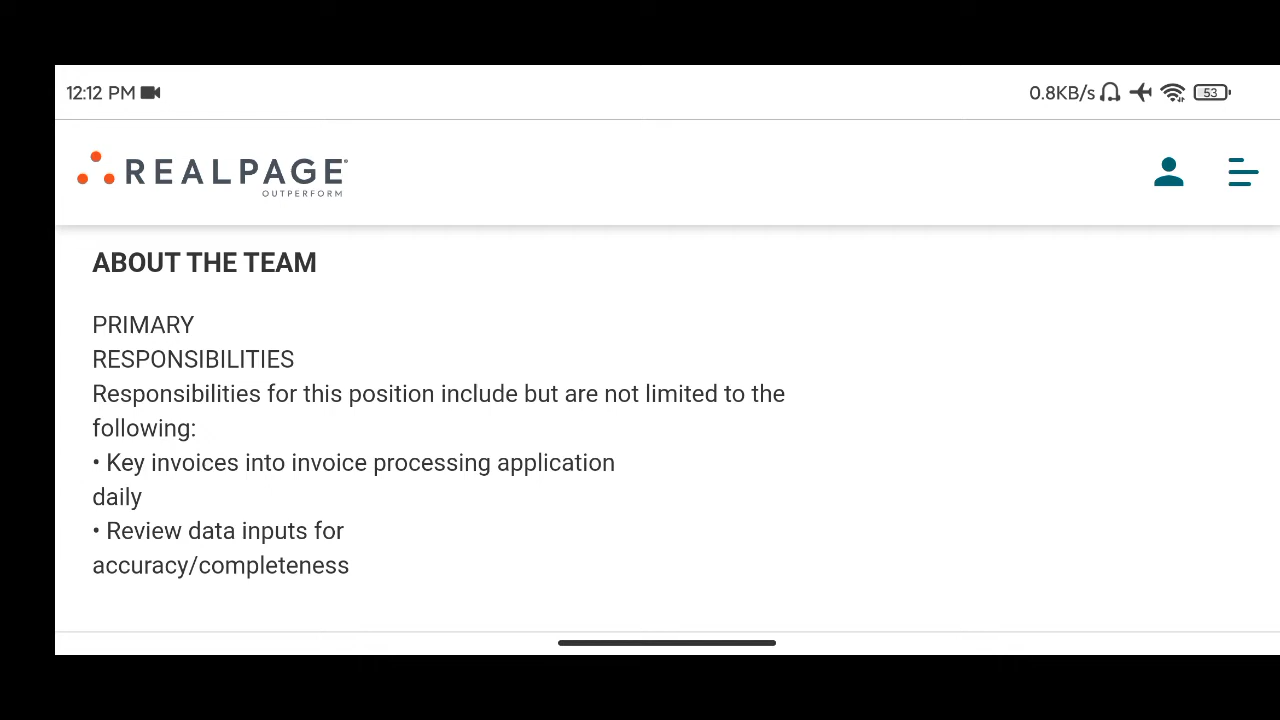 12:12 PM
0.8KB/s
53
REALPAGE
OUTPERFORM
ABOUT THE TEAM
PRIMARY
RESPONSIBILITIES
Responsibilities for this position include but are not limited to the
following:
• Key invoices into invoice processing application
daily
• Review data inputs for
accuracy/completeness